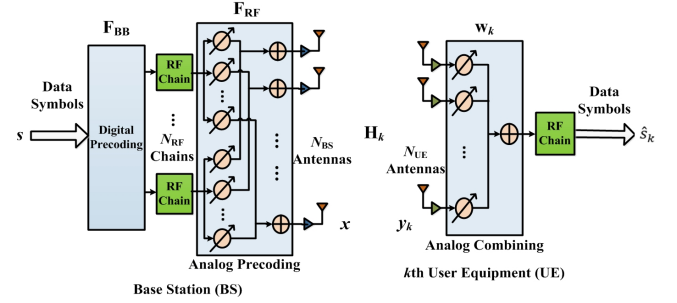 F_RF
F_BB
w_k
Data
Symbols
s
Digital
Precoding
RF
Chain
...
N_RF
Chains
RF
Chain
...
...
...
...
N_BS
Antennas
x
Analog Precoding
Base Station (BS)
H_k
N_UE
Antennas
...
...
y_k
RF
Chain
Data
Symbols
ŝ_k
Analog Combining
kth User Equipment (UE)